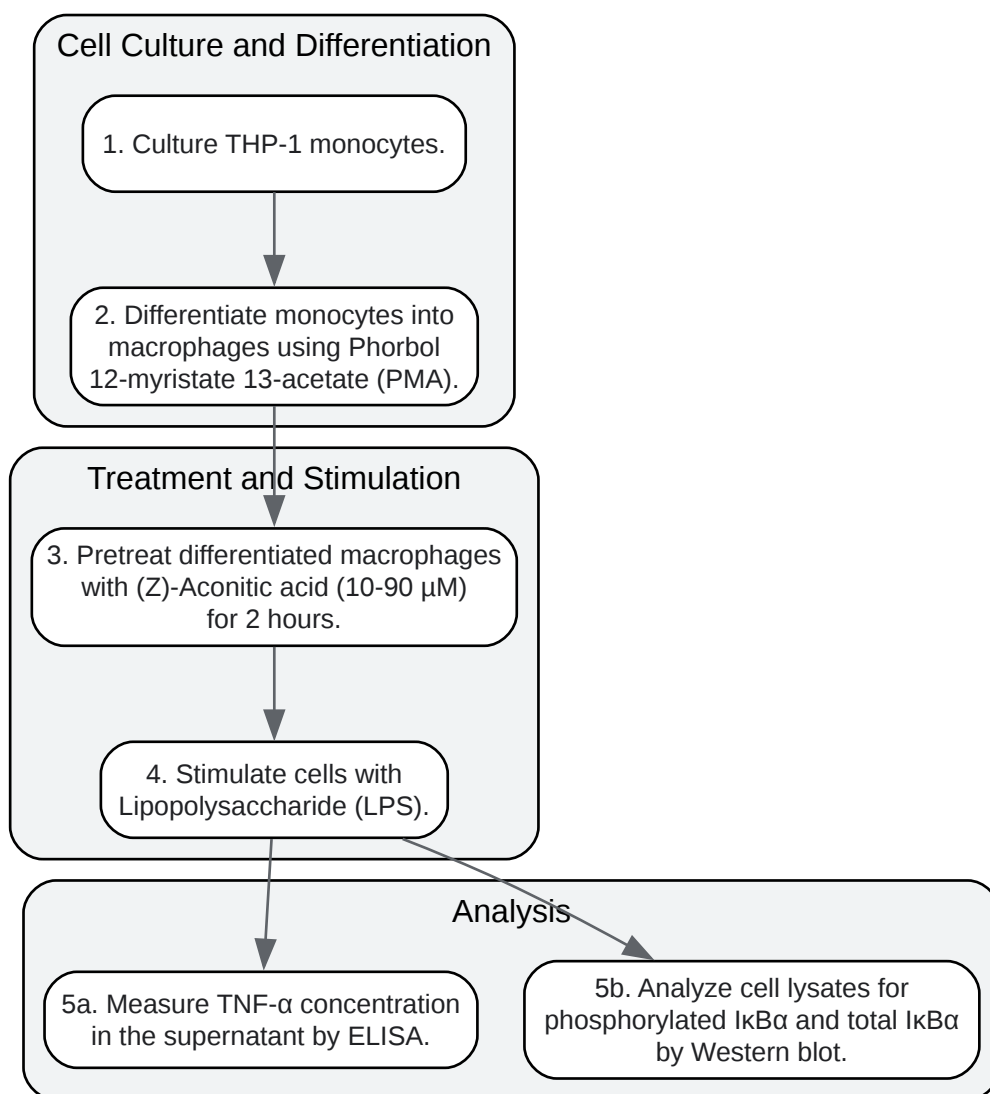 Cell Culture and Differentiation
1. Culture THP-1 monocytes.
2. Differentiate monocytes into
macrophages using Phorbol
12-myristate 13-acetate (PMA).
Treatment and Stimulation
3. Pretreat differentiated macrophages
with (Z)-Aconitic acid (10-90 μM)
for 2 hours.
4. Stimulate cells with
Lipopolysaccharide (LPS).
Analysis
5a. Measure TNF-α concentration
in the supernatant by ELISA.
5b. Analyze cell lysates for
phosphorylated IκBα and total IκBα
by Western blot.